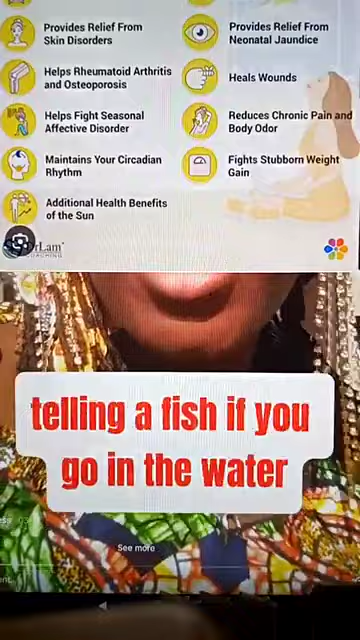 Provides Relief From
Skin Disorders
Provides Relief From
Neonatal Jaundice
Helps Rheumatoid Arthritis
and Osteoporosis
Heals Wounds
Helps Fight Seasonal
Affective Disorder
Reduces Chronic Pain and
Body Odor
Maintains Your Circadian
Rhythm
Fights Stubborn Weight
Gain
Additional Health Benefits
of the Sun
DrLam
COACHING
telling a fish if you
go in the water
See more